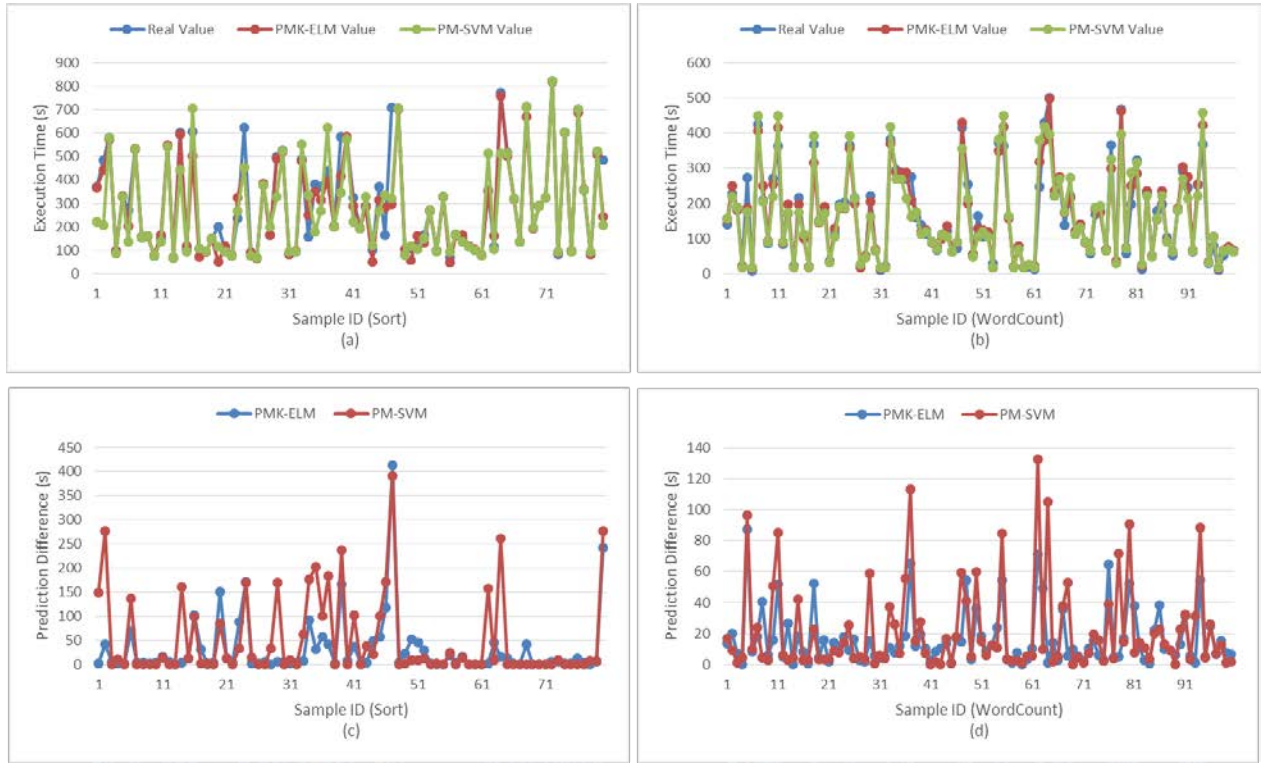 Real Value PMK-ELM Value PM-SVM Value
Execution Time (s)
900
800
700
600
500
400
300
200
100
0
1 11 21 31 41 51 61 71
Sample ID (Sort)
(a)
Real Value PMK-ELM Value PM-SVM Value
Execution Time (s)
600
500
400
300
200
100
0
1 11 21 31 41 51 61 71 81 91
Sample ID (WordCount)
(b)
PMK-ELM PM-SVM
Prediction Difference (s)
450
400
350
300
250
200
150
100
50
0
1 11 21 31 41 51 61 71
Sample ID (Sort)
(c)
PMK-ELM PM-SVM
Prediction Difference (s)
140
120
100
80
60
40
20
0
1 11 21 31 41 51 61 71 81 91
Sample ID (WordCount)
(d)